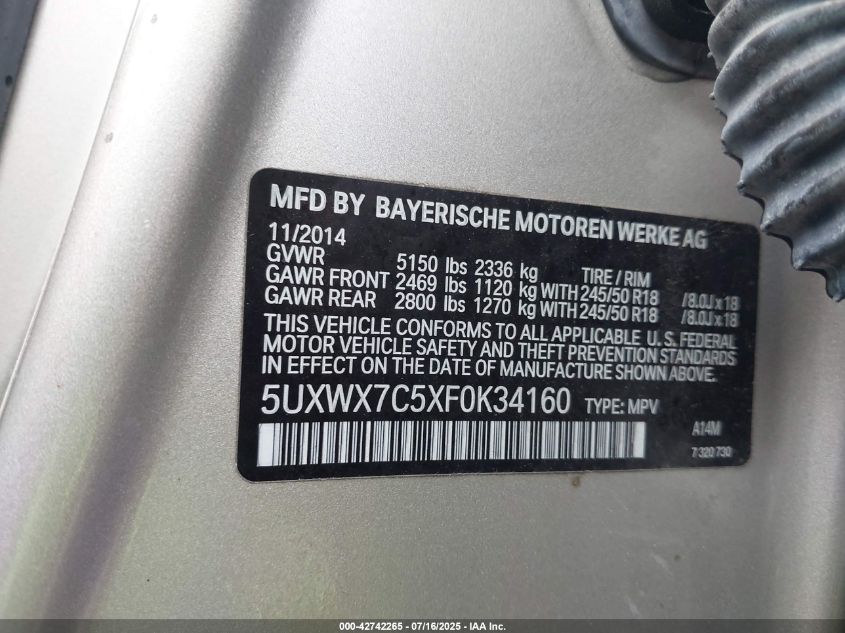 MFD BY BAYERISCHE MOTOREN WERKE AG
11/2014
GVWR 5150 lbs 2336 kg TIRE / RIM
GAWR FRONT 2469 lbs 1120 kg WITH 245/50 R18 /8.0J x 18
GAWR REAR 2800 lbs 1270 kg WITH 245/50 R18 /8.0J x 18
THIS VEHICLE CONFORMS TO ALL APPLICABLE U. S. FEDERAL
MOTOR VEHICLE SAFETY AND THEFT PREVENTION STANDARDS
IN EFFECT ON THE DATE OF MANUFACTURE SHOWN ABOVE.
5UXWX7C5XF0K34160 TYPE: MPV
A14M
7 320 730
000-42742265 - 07/16/2025 - IAA Inc.